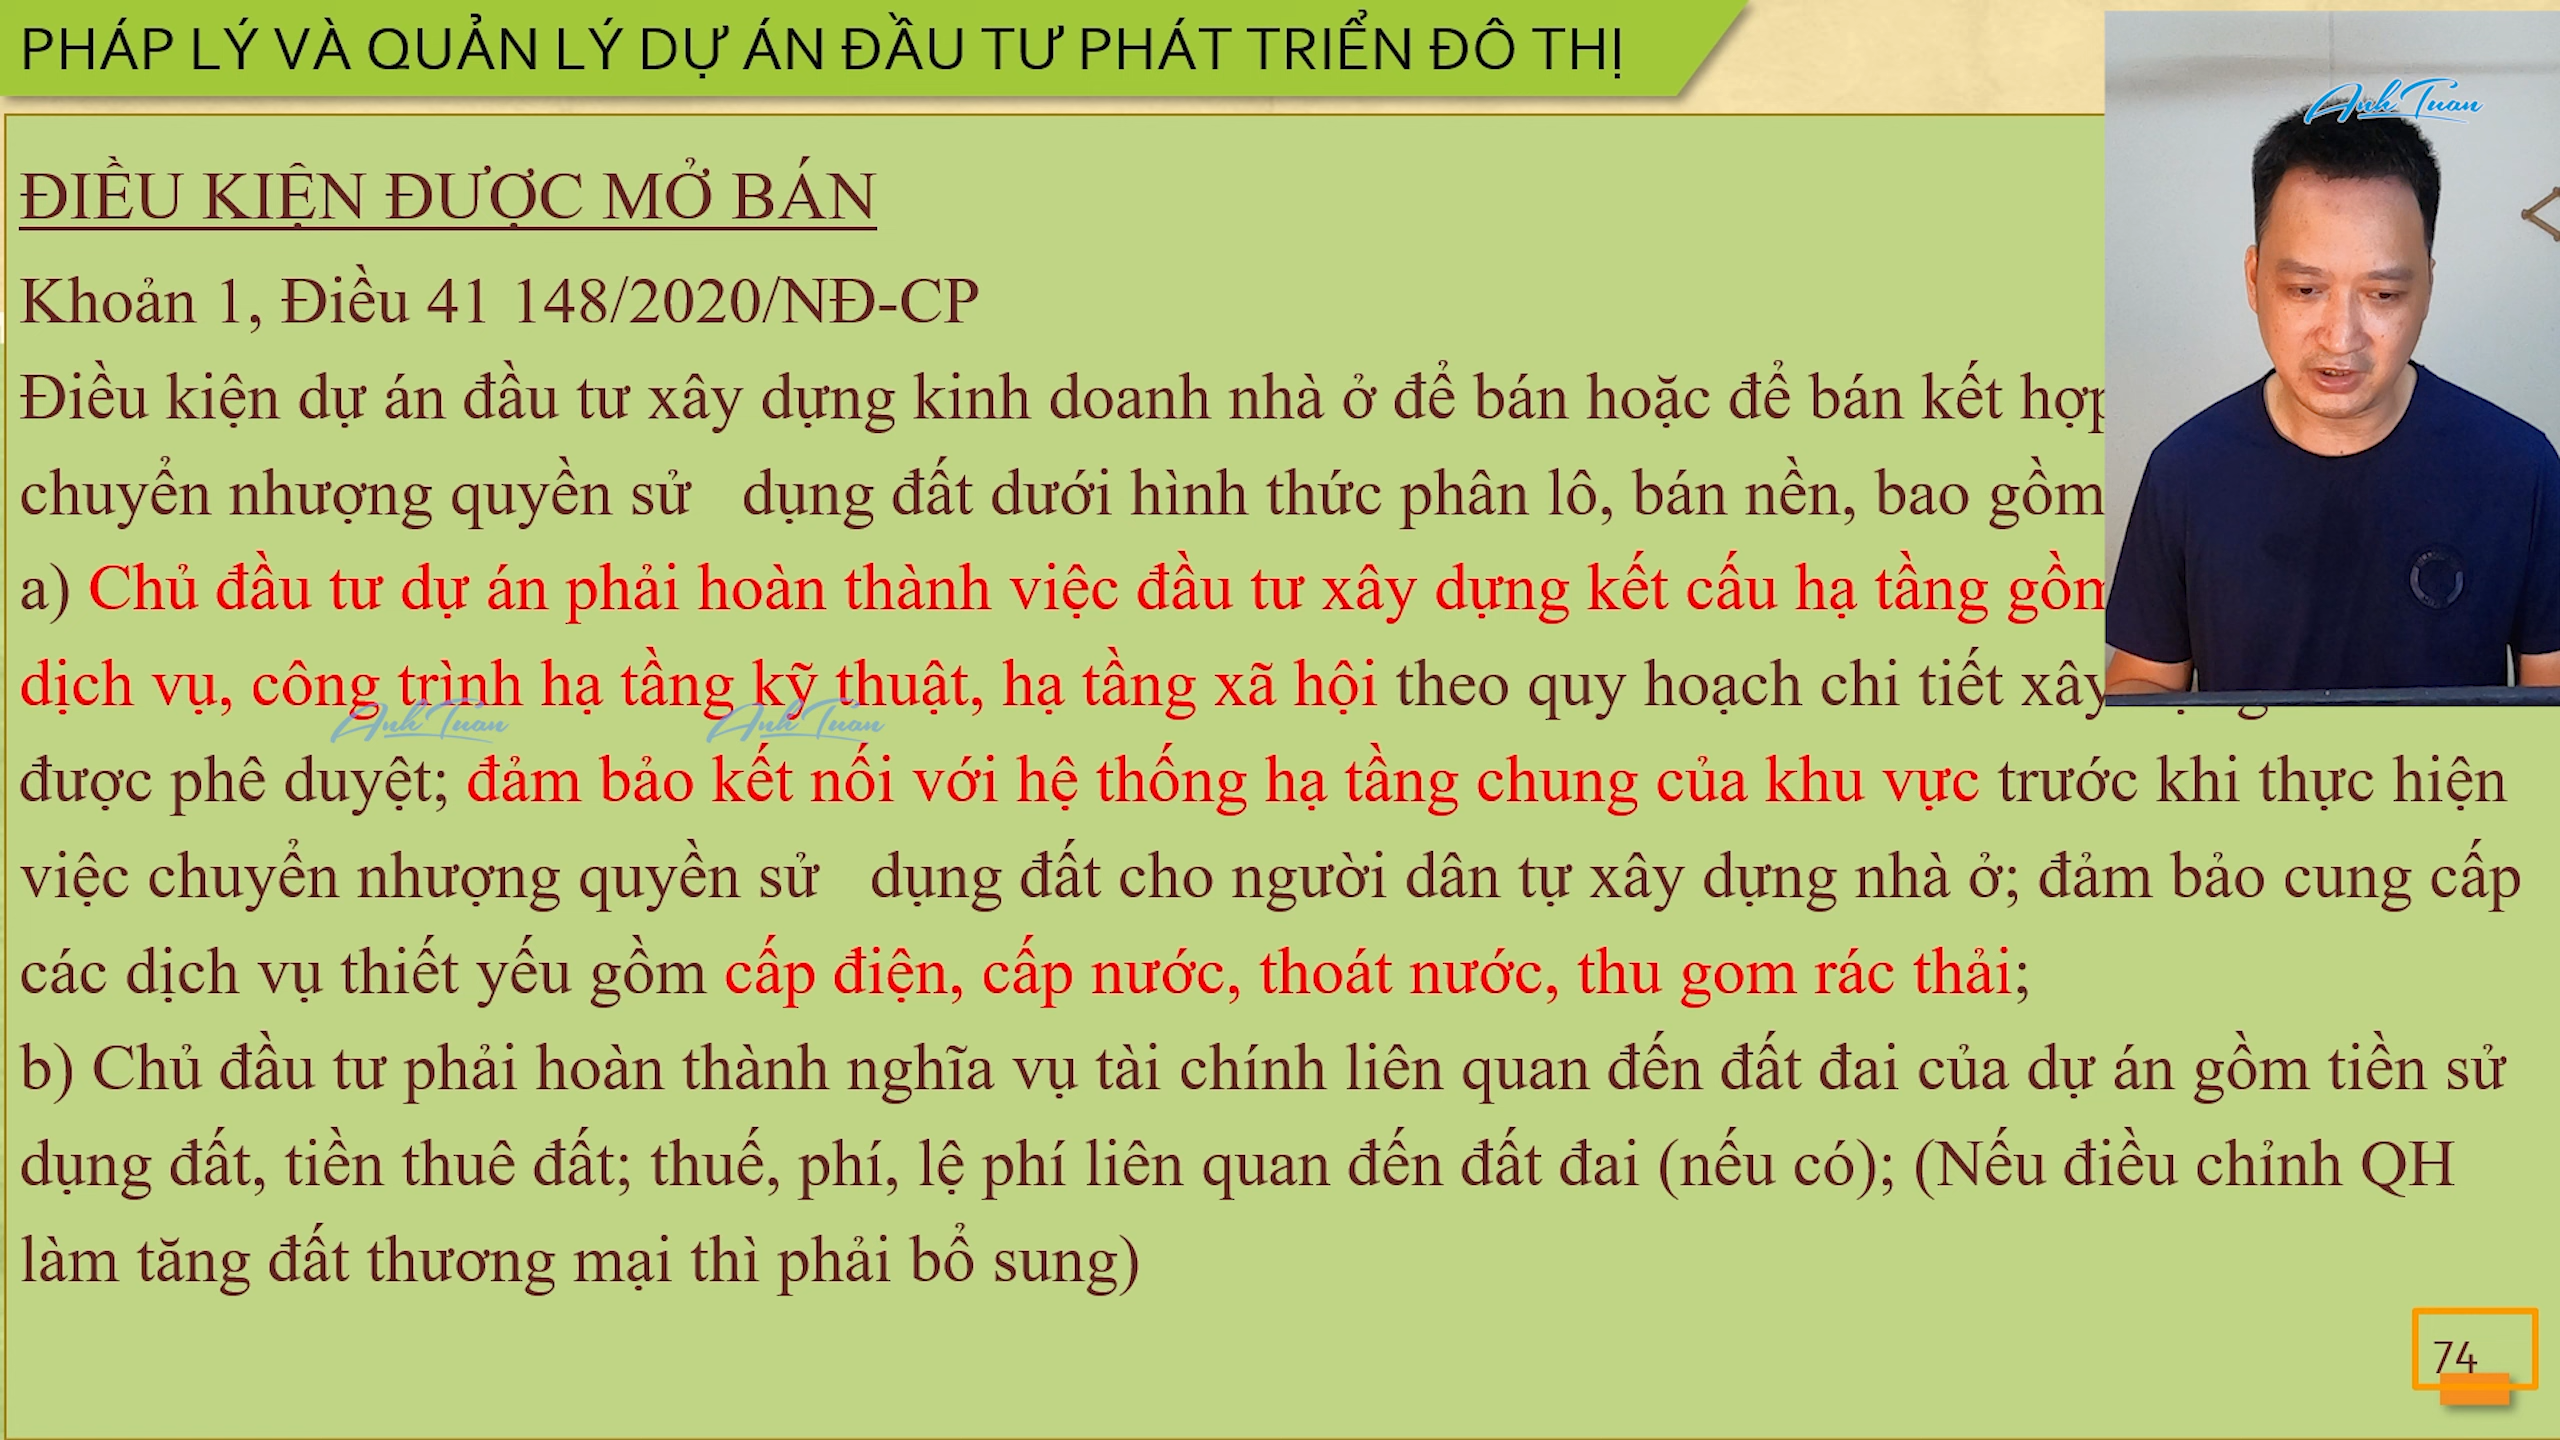 PHÁP LÝ VÀ QUẢN LÝ DỰ ÁN ĐẦU TƯ PHÁT TRIỂN ĐÔ THỊ
Anh Tuan
ĐIỀU KIỆN ĐƯỢC MỞ BÁN
Khoản 1, Điều 41 148/2020/NĐ-CP
Điều kiện dự án đầu tư xây dựng kinh doanh nhà ở để bán hoặc để bán kết hợp
chuyển nhượng quyền sử dụng đất dưới hình thức phân lô, bán nền, bao gồm
a) Chủ đầu tư dự án phải hoàn thành việc đầu tư xây dựng kết cấu hạ tầng gồm
dịch vụ, công trình hạ tầng kỹ thuật, hạ tầng xã hội theo quy hoạch chi tiết xây
Anh Tuan Anh Tuan
được phê duyệt; đảm bảo kết nối với hệ thống hạ tầng chung của khu vực trước khi thực hiện
việc chuyển nhượng quyền sử dụng đất cho người dân tự xây dựng nhà ở; đảm bảo cung cấp
các dịch vụ thiết yếu gồm cấp điện, cấp nước, thoát nước, thu gom rác thải;
b) Chủ đầu tư phải hoàn thành nghĩa vụ tài chính liên quan đến đất đai của dự án gồm tiền sử
dụng đất, tiền thuê đất; thuế, phí, lệ phí liên quan đến đất đai (nếu có); (Nếu điều chỉnh QH
làm tăng đất thương mại thì phải bổ sung)
74